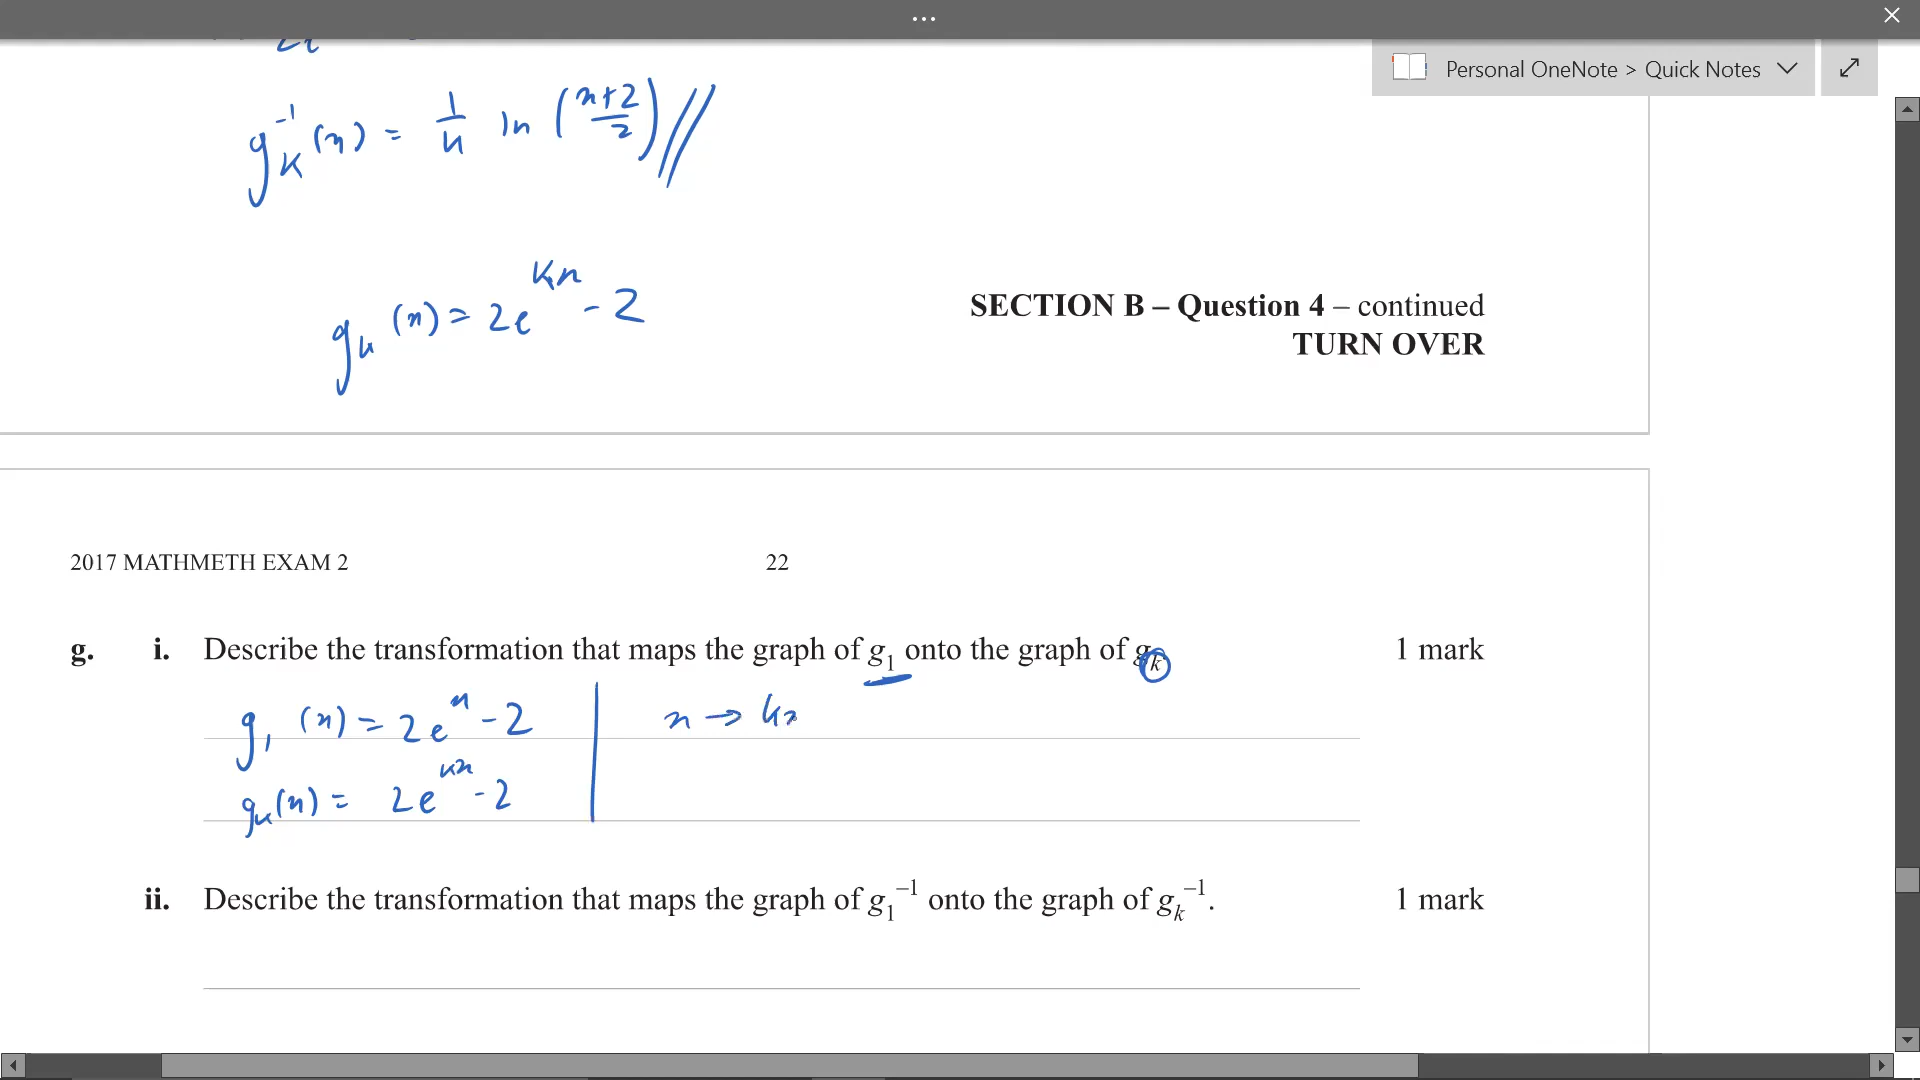 ...
Personal OneNote > Quick Notes
g_k^{-1}(x) = 1/k ln((x+2)/2) //
g_k(x) = 2e^{kx} - 2
SECTION B – Question 4 – continued
TURN OVER
2017 MATHMETH EXAM 2
22
g. i. Describe the transformation that maps the graph of g_1 onto the graph of g_k 1 mark
g_1(x) = 2e^x - 2
x → kx
g_k(x) = 2e^{kx} - 2
ii. Describe the transformation that maps the graph of g_1^{–1} onto the graph of g_k^{–1}. 1 mark